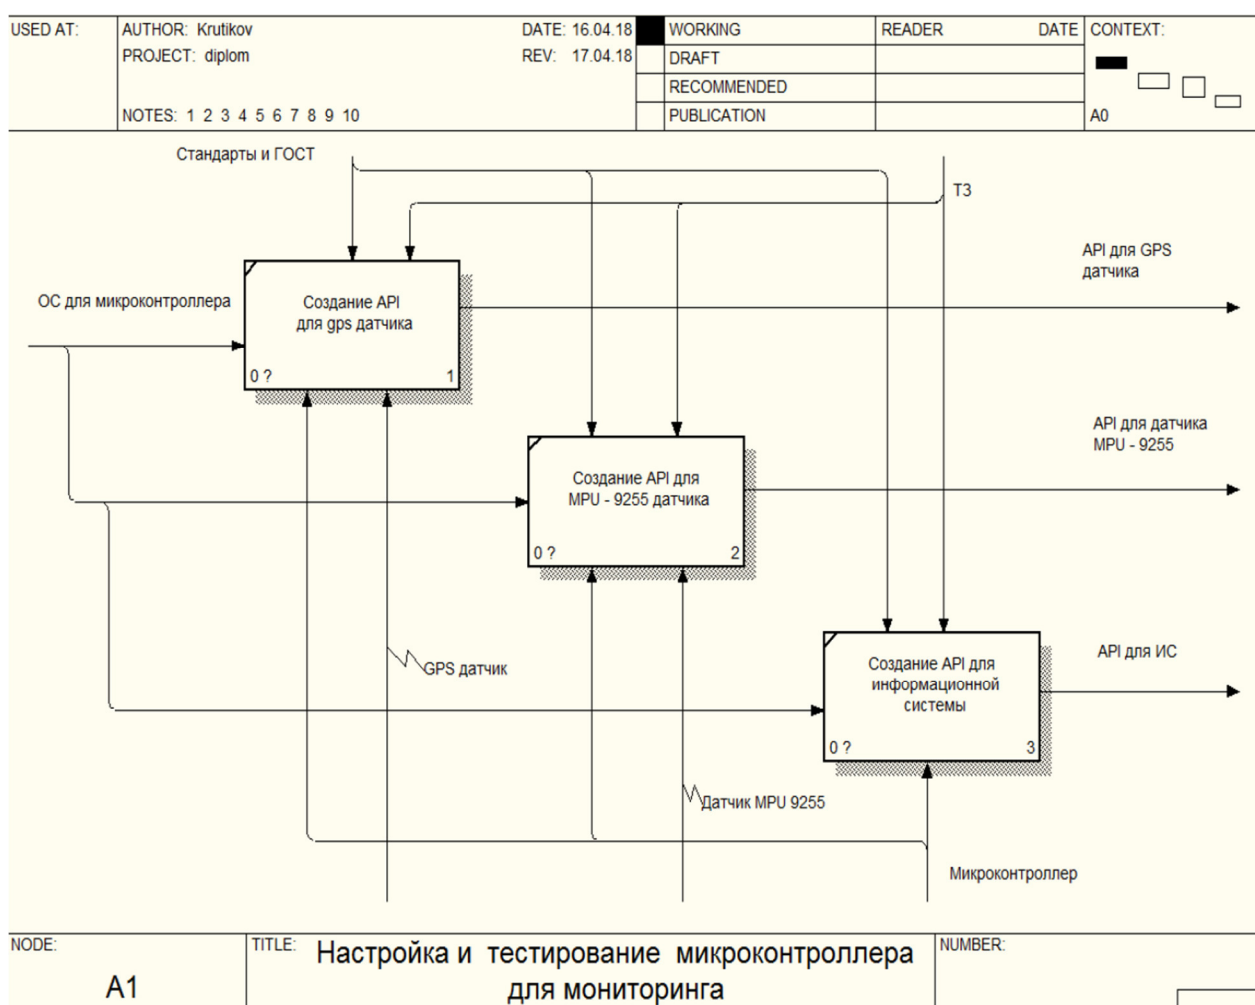 USED AT:
AUTHOR: Krutikov
DATE: 16.04.18
WORKING
READER
DATE
CONTEXT:
PROJECT: diplom
REV: 17.04.18
DRAFT
RECOMMENDED
NOTES: 1 2 3 4 5 6 7 8 9 10
PUBLICATION
A0
Стандарты и ГОСТ
ТЗ
API для GPS
датчика
ОС для микроконтроллера
Создание API
для gps датчика
0 ?
1
API для датчика
MPU - 9255
Создание API для
MPU - 9255 датчика
0 ?
2
API для ИС
GPS датчик
Создание API для
информационной
системы
0 ?
3
Датчик MPU 9255
Микроконтроллер
NODE:
A1
TITLE:
Настройка и тестирование микроконтроллера
для мониторинга
NUMBER: